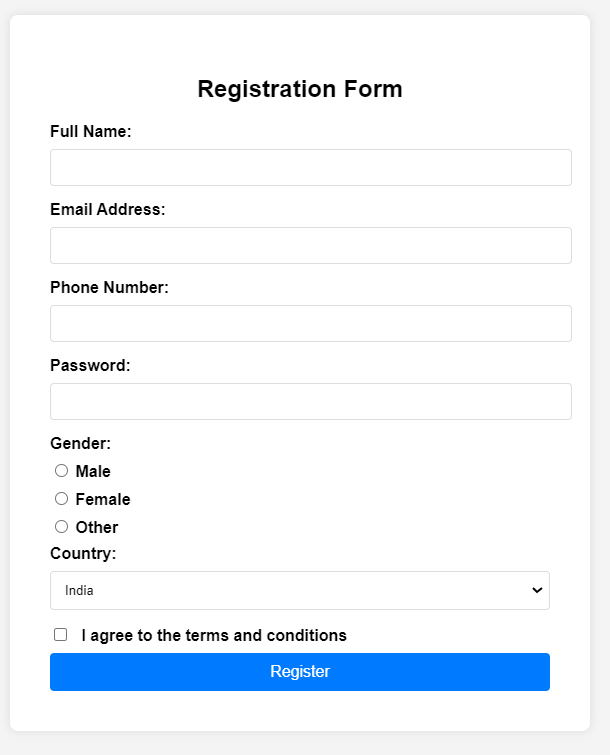 Registration Form
Full Name:
Email Address:
Phone Number:
Password:
Gender:
Male
Female
Other
Country:
India
I agree to the terms and conditions
Register